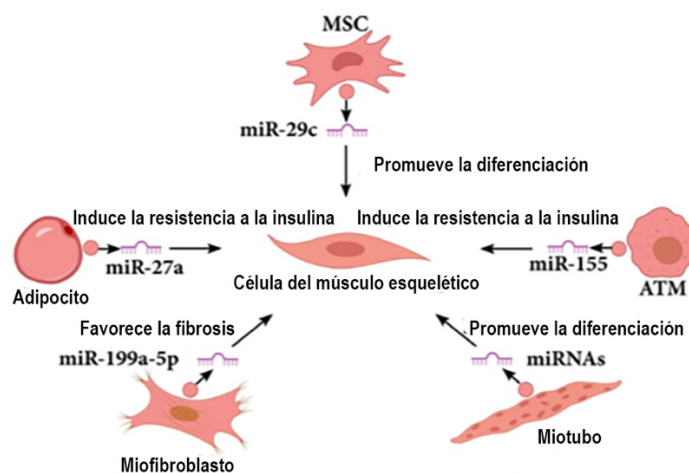 MSC
miR-29c
Promueve la diferenciación
Induce la resistencia a la insulina
Induce la resistencia a la insulina
miR-27a
miR-155
Adipocito
Célula del músculo esquelético
ATM
Favorece la fibrosis
Promueve la diferenciación
miR-199a-5p
miRNAs
Miofibroblasto
Miotubo